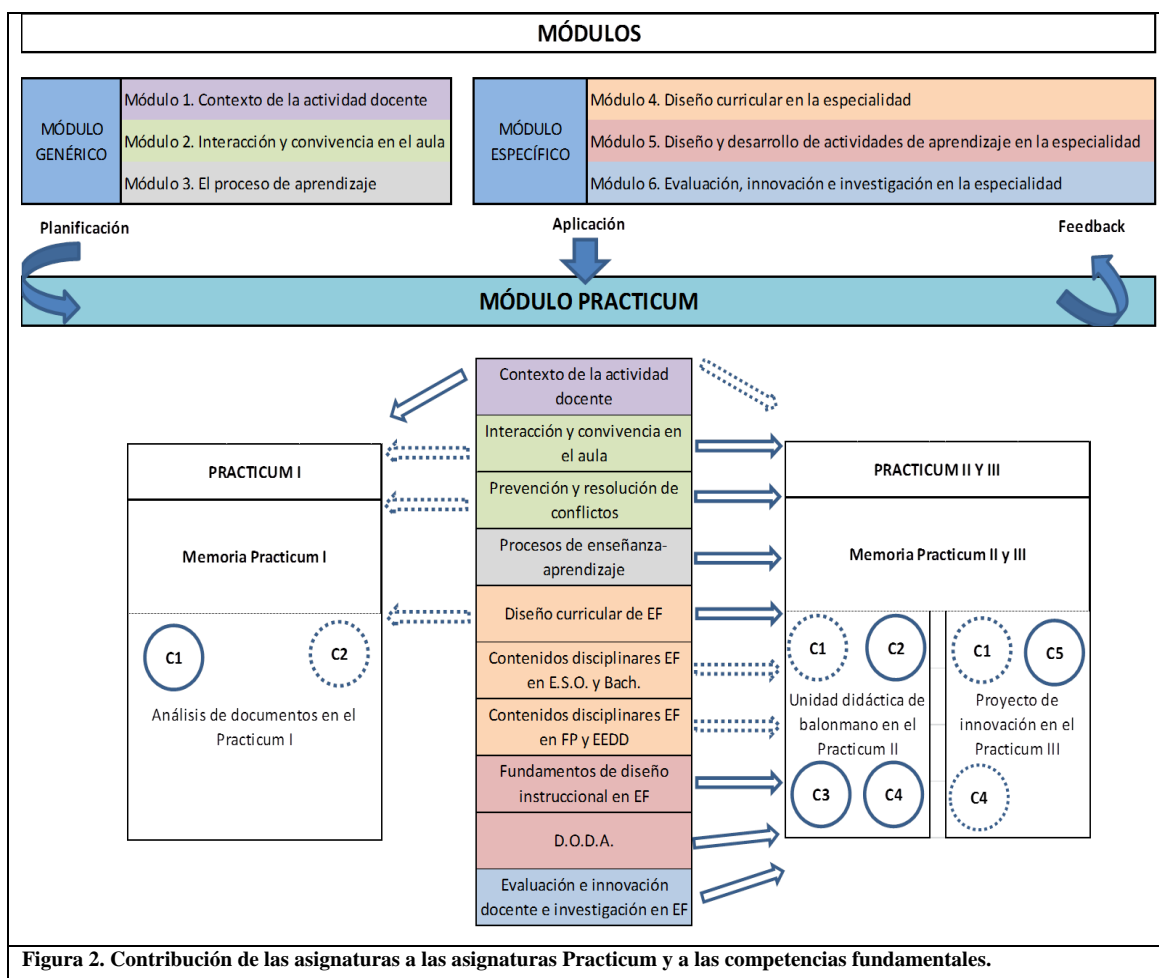 MÓDULOS
MÓDULO
GENÉRICO
Módulo 1. Contexto de la actividad docente
Módulo 2. Interacción y convivencia en el aula
Módulo 3. El proceso de aprendizaje
MÓDULO
ESPECÍFICO
Módulo 4. Diseño curricular en la especialidad
Módulo 5. Diseño y desarrollo de actividades de aprendizaje en la especialidad
Módulo 6. Evaluación, innovación e investigación en la especialidad
Planificación
Aplicación
Feedback
MÓDULO PRACTICUM
PRACTICUM I
Memoria Practicum I
C1
C2
Análisis de documentos en el
Practicum I
Contexto de la actividad
docente
Interacción y convivencia en
el aula
Prevención y resolución de
conflictos
Procesos de enseñanza-
aprendizaje
Diseño curricular de EF
Contenidos disciplinares EF
en E.S.O. y Bach.
Contenidos disciplinares EF
en FP y EEDD
Fundamentos de diseño
instruccional en EF
D.O.D.A.
Evaluación e innovación
docente e investigación en EF
PRACTICUM II Y III
Memoria Practicum II y III
C1
C2
Unidad didáctica de
balonmano en el
Practicum II
C3
C4
C1
C5
Proyecto de
innovación en el
Practicum III
C4
Figura 2. Contribución de las asignaturas a las asignaturas Practicum y a las competencias fundamentales.